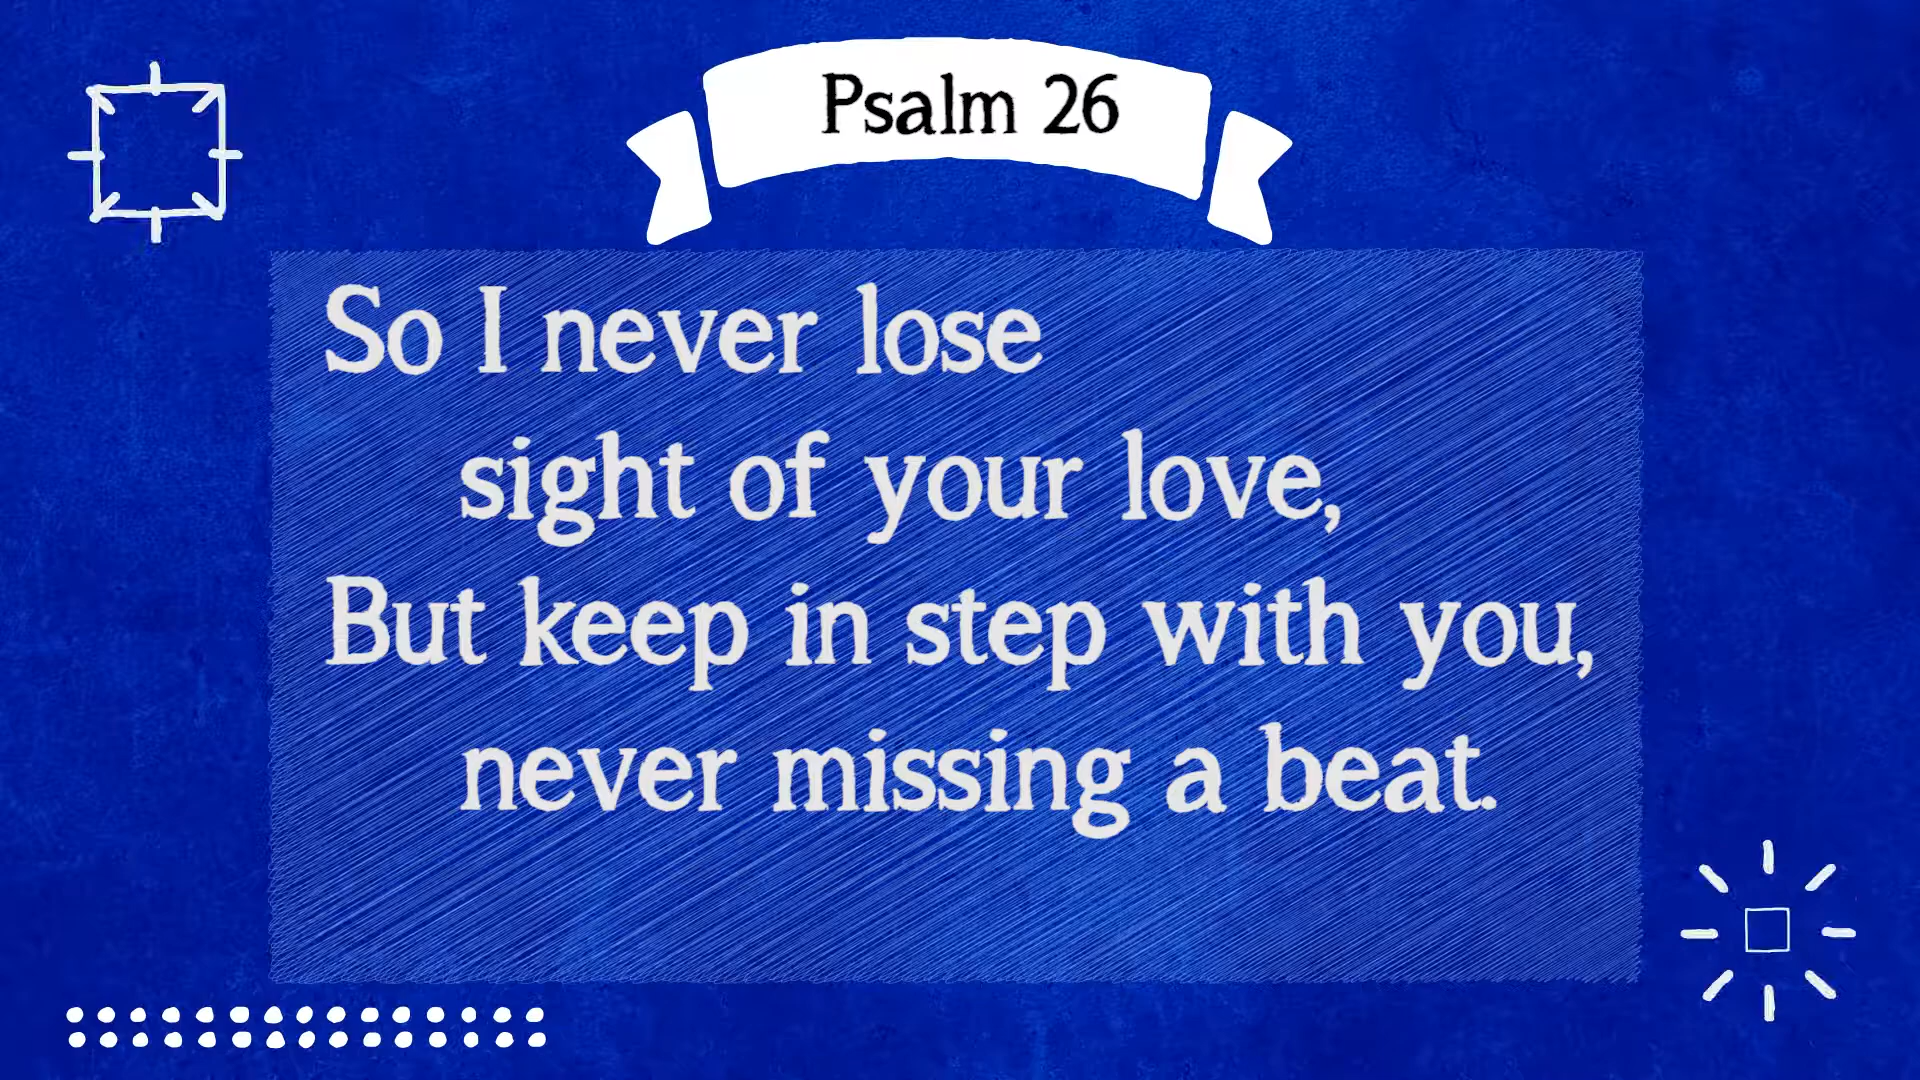 Psalm 26
So I never lose
sight of your love,
But keep in step with you,
never missing a beat.